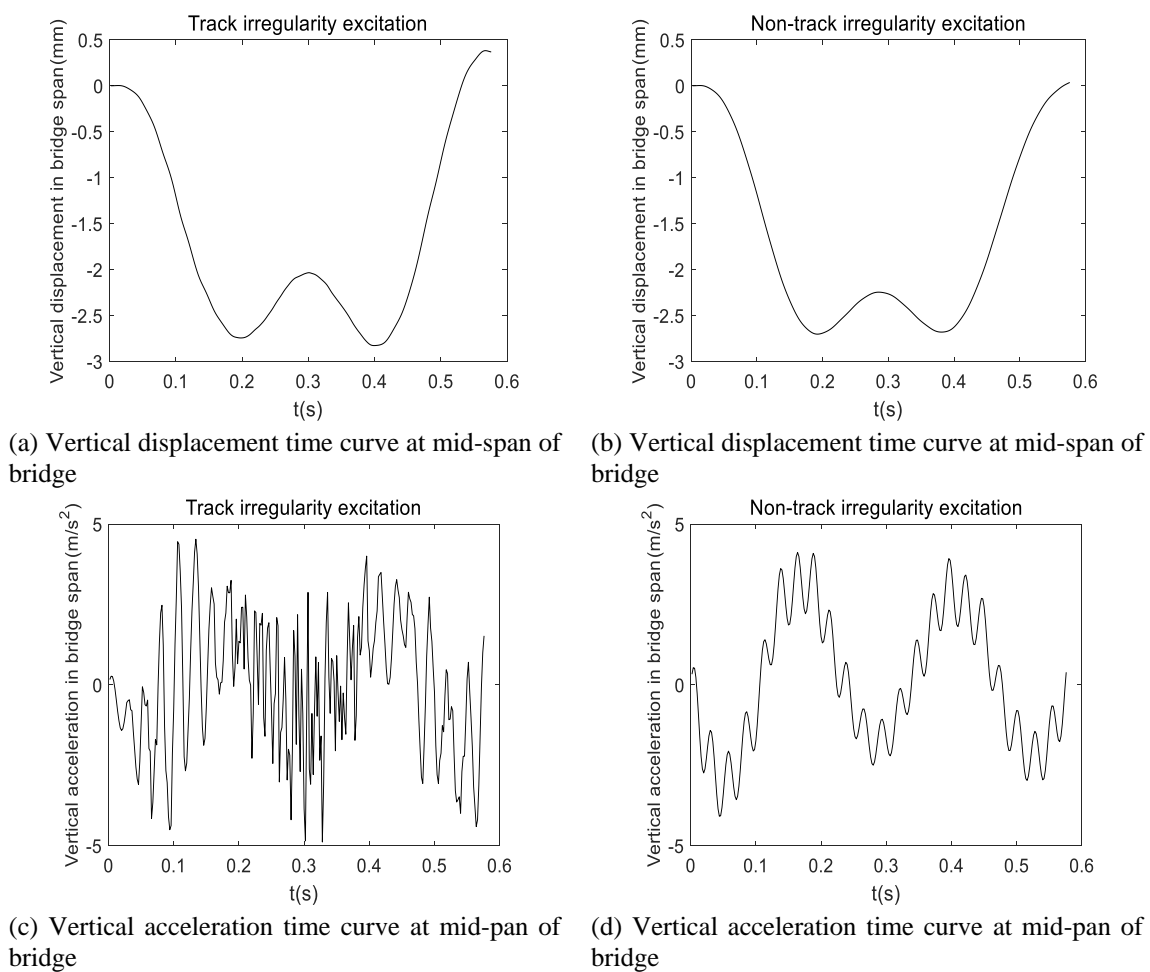 Track irregularity excitation
Vertical displacement in bridge span(mm)
0.5
0
-0.5
-1
-1.5
-2
-2.5
-3
0 0.1 0.2 0.3 0.4 0.5 0.6
t(s)
(a) Vertical displacement time curve at mid-span of
bridge
Non-track irregularity excitation
Vertical displacement in bridge span(mm)
0.5
0
-0.5
-1
-1.5
-2
-2.5
-3
0 0.1 0.2 0.3 0.4 0.5 0.6
t(s)
(b) Vertical displacement time curve at mid-span of
bridge
Track irregularity excitation
Vertical acceleration in bridge span(m/s²)
5
0
-5
0 0.1 0.2 0.3 0.4 0.5 0.6
t(s)
(c) Vertical acceleration time curve at mid-pan of
bridge
Non-track irregularity excitation
Vertical acceleration in bridge span(m/s²)
5
0
-5
0 0.1 0.2 0.3 0.4 0.5 0.6
t(s)
(d) Vertical acceleration time curve at mid-pan of
bridge